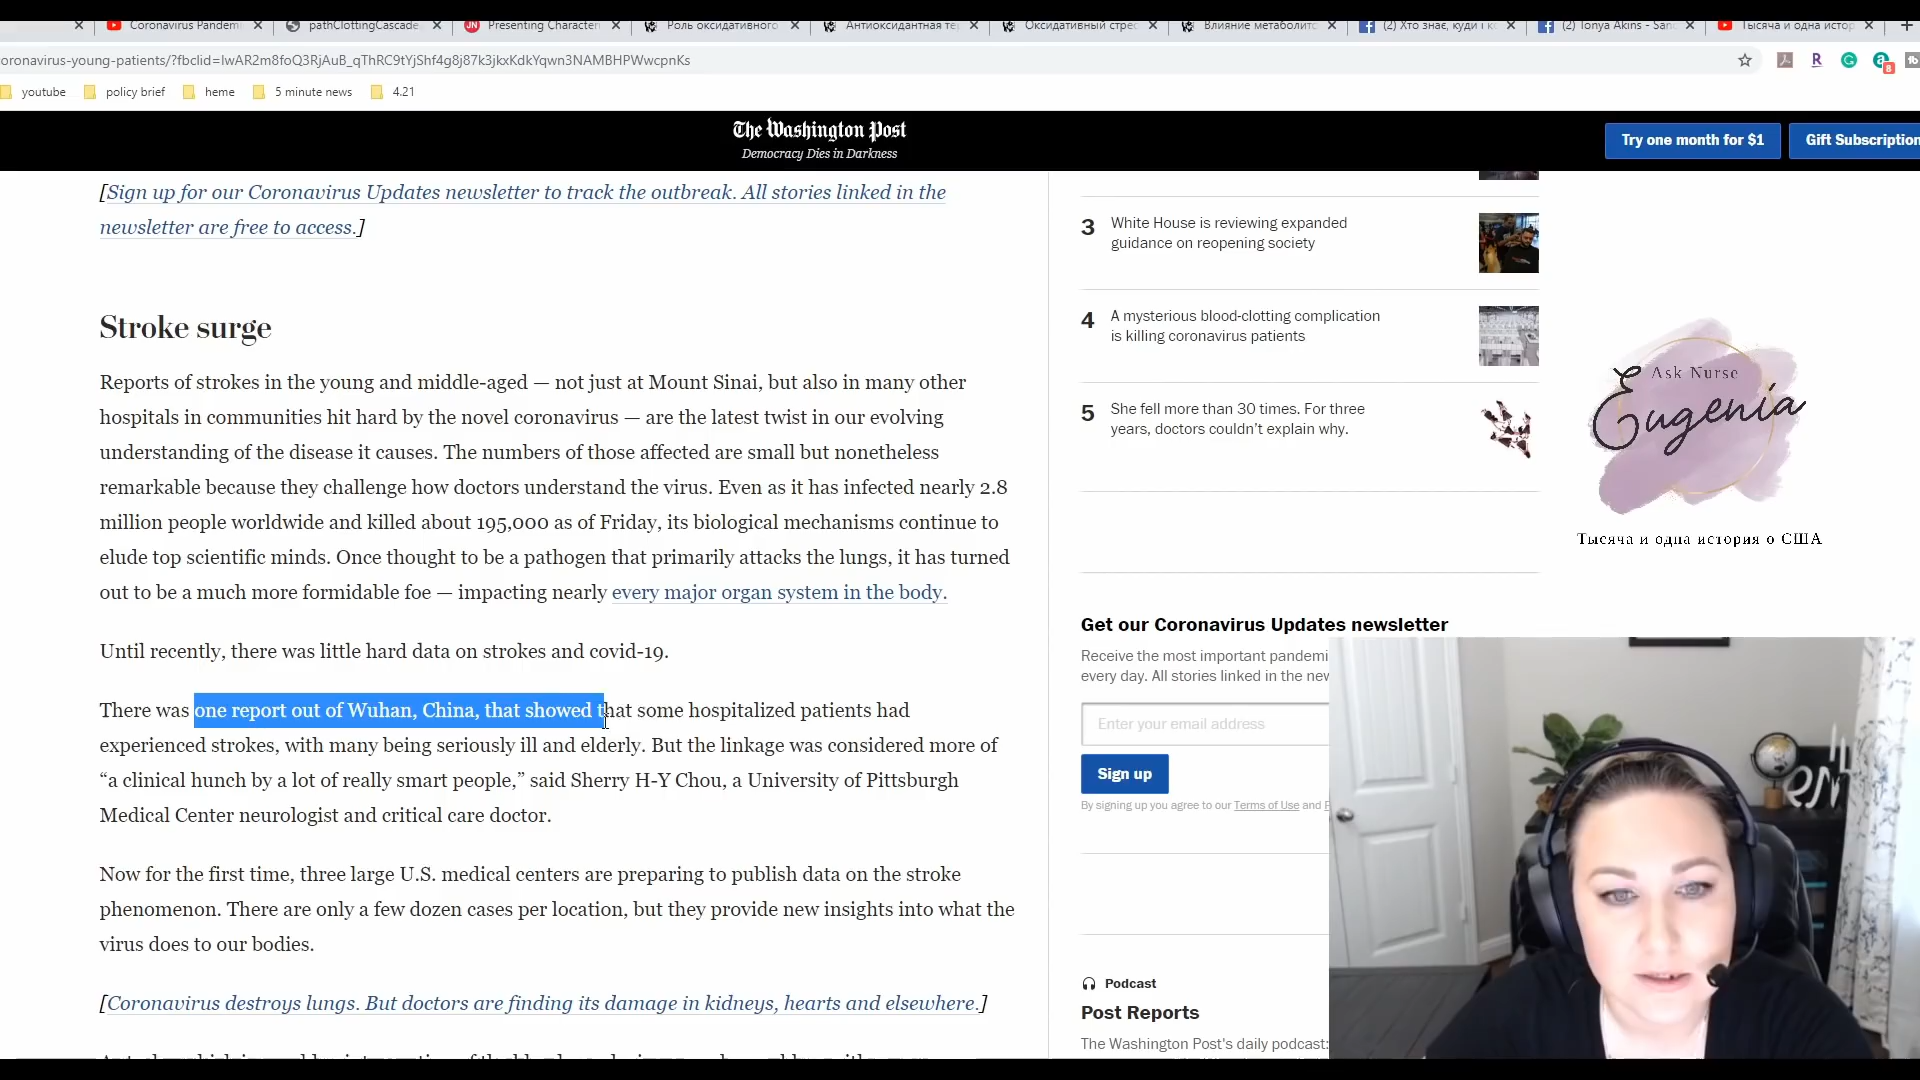 Coronavirus Pandem
pathClottingCascade
Presenting Character
Роль оксидативного
Антиоксидантная те
Оксидативный стрес
Влияние метаболитс
(2) Хто знає, куди і к
(2) Tonya Akins - San
Тысяча и одна истор
oronavirus-young-patients/?fbclid=IwAR2m8foQ3RjAuB_qThRC9tYjShf4g8j87k3jkxKdkYqwn3NAMBHPWwcpnKs
youtube
policy brief
heme
5 minute news
4.21
The Washington Post
Democracy Dies in Darkness
Try one month for $1
Gift Subscription
[Sign up for our Coronavirus Updates newsletter to track the outbreak. All stories linked in the
newsletter are free to access.]
Stroke surge
Reports of strokes in the young and middle-aged — not just at Mount Sinai, but also in many other
hospitals in communities hit hard by the novel coronavirus — are the latest twist in our evolving
understanding of the disease it causes. The numbers of those affected are small but nonetheless
remarkable because they challenge how doctors understand the virus. Even as it has infected nearly 2.8
million people worldwide and killed about 195,000 as of Friday, its biological mechanisms continue to
elude top scientific minds. Once thought to be a pathogen that primarily attacks the lungs, it has turned
out to be a much more formidable foe — impacting nearly every major organ system in the body.
Until recently, there was little hard data on strokes and covid-19.
There was one report out of Wuhan, China, that showed that some hospitalized patients had
experienced strokes, with many being seriously ill and elderly. But the linkage was considered more of
“a clinical hunch by a lot of really smart people,” said Sherry H-Y Chou, a University of Pittsburgh
Medical Center neurologist and critical care doctor.
Now for the first time, three large U.S. medical centers are preparing to publish data on the stroke
phenomenon. There are only a few dozen cases per location, but they provide new insights into what the
virus does to our bodies.
[Coronavirus destroys lungs. But doctors are finding its damage in kidneys, hearts and elsewhere.]
3
White House is reviewing expanded
guidance on reopening society
4
A mysterious blood-clotting complication
is killing coronavirus patients
5
She fell more than 30 times. For three
years, doctors couldn’t explain why.
Ask Nurse
Eugenia
Тысяча и одна история о США
Get our Coronavirus Updates newsletter
Receive the most important pandemi
every day. All stories linked in the new
Enter your email address
Sign up
By signing up you agree to our Terms of Use and P
Podcast
Post Reports
The Washington Post's daily podcast: